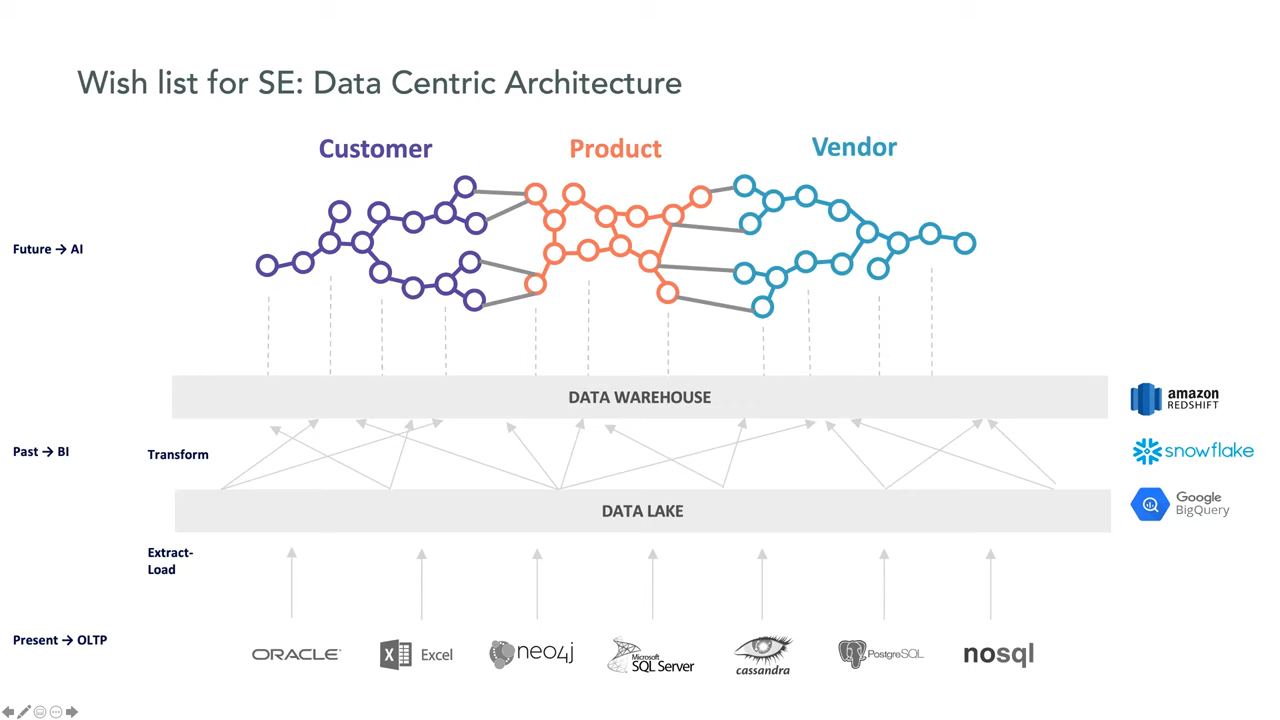 Wish list for SE: Data Centric Architecture
Customer
Product
Vendor
Future → AI
DATA WAREHOUSE
amazon
REDSHIFT
Past → BI
Transform
snowflake
DATA LAKE
Google
BigQuery
Extract-
Load
Present → OLTP
ORACLE
Excel
neo4j
Microsoft
SQL Server
cassandra
PostgreSQL
nosql